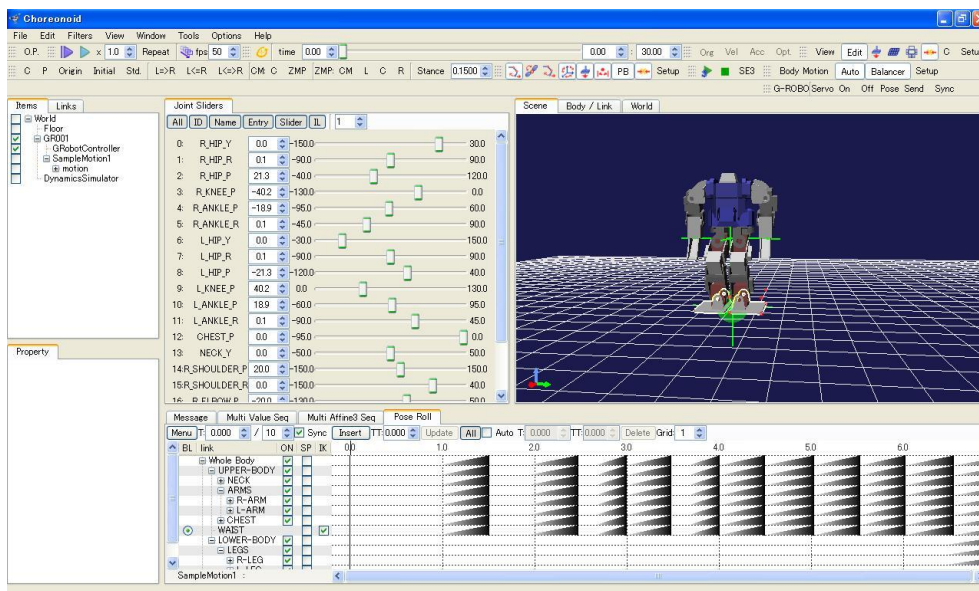 Choreonoid
File Edit Filters View Window Tools Options Help
O.P. x 1.0 Repeat fps 50 time 0.00 0.00 : 30.00 Org Vel Acc Opt. View Edit C Setu
C P Origin Initial Std. L=>R L<=R L<=>R CM: C ZMP ZMP: CM L C R Stance 0.1500 PB Setup SE3 Body Motion Auto Balancer Setup
G-ROBO Servo On Off Pose Send Sync
Items Links
World
Floor
GR001
GRobotController
SampleMotion1
motion
DynamicsSimulator
Property
Joint Sliders
All ID Name Entry Slider IL 1
0: R_HIP_Y 0.0 -150.0 30.0
1: R_HIP_R 0.1 -90.0 90.0
2: R_HIP_P 21.3 -40.0 120.0
3: R_KNEE_P -40.2 -130.0 0.0
4: R_ANKLE_P -18.9 -95.0 60.0
5: R_ANKLE_R 0.1 -45.0 90.0
6: L_HIP_Y 0.0 -30.0 150.0
7: L_HIP_R 0.1 -90.0 90.0
8: L_HIP_P -21.3 -120.0 40.0
9: L_KNEE_P 40.2 0.0 130.0
10: L_ANKLE_P 18.9 -60.0 95.0
11: L_ANKLE_R 0.1 -90.0 45.0
12: CHEST_P 0.0 -95.0 0.0
13: NECK_Y 0.0 -50.0 50.0
14:R_SHOULDER_P 20.0 -150.0 150.0
15:R_SHOULDER_R 0.0 -150.0 40.0
16: R_ELBOW_P -20.0 -130.0 50.0
Scene Body / Link World
Message Multi Value Seq Multi Affine3 Seq Pose Roll
Menu T: 0.000 / 10 Sync Insert TT: 0.000 Update All Auto T: 0.000 TT: 0.000 Delete Grid: 1
BL link ON SP IK 0.0 1.0 2.0 3.0 4.0 5.0 6.0
Whole Body
UPPER-BODY
NECK
ARMS
R-ARM
L-ARM
CHEST
WAIST
LOWER-BODY
LEGS
R-LEG
L-LEG
SampleMotion1 :